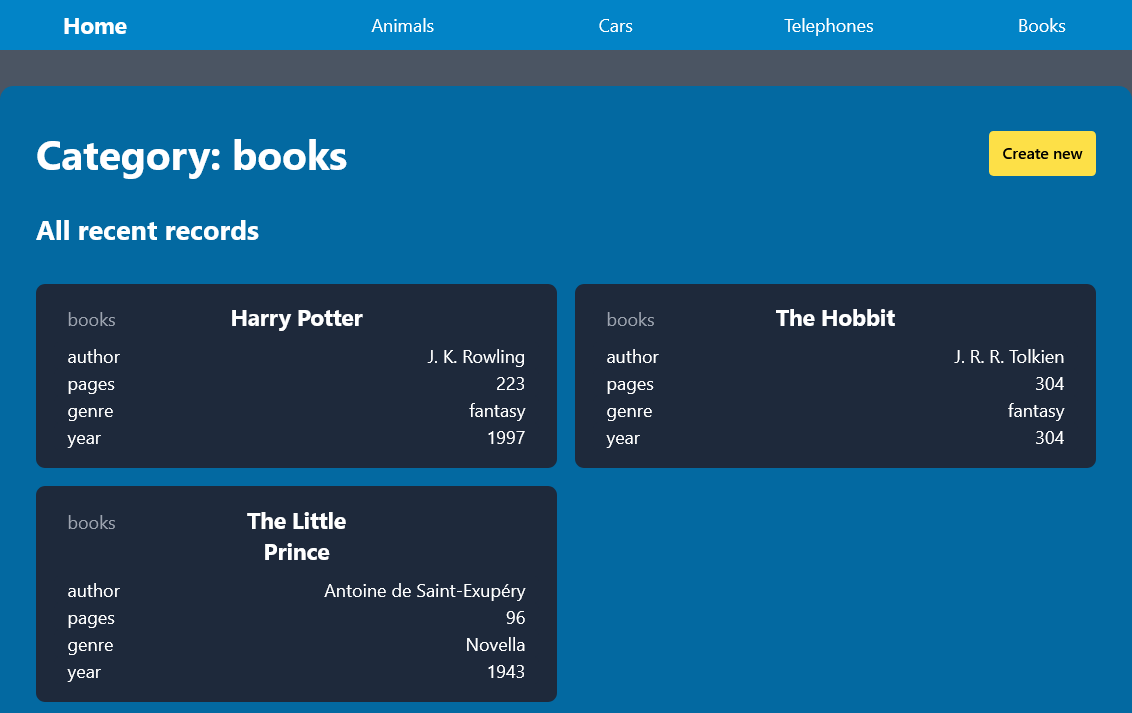 Home Animals Cars Telephones Books
Category: books
Create new
All recent records
books Harry Potter
author J. K. Rowling
pages 223
genre fantasy
year 1997
books The Hobbit
author J. R. R. Tolkien
pages 304
genre fantasy
year 304
books The Little
Prince
author Antoine de Saint-Exupéry
pages 96
genre Novella
year 1943